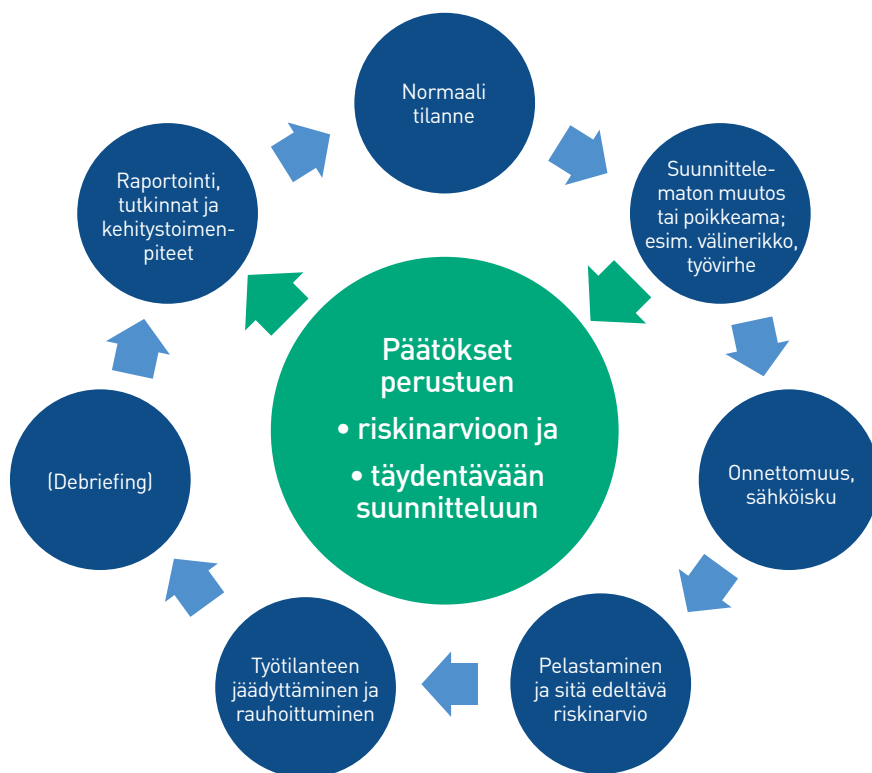 Normaali
tilanne
Suunnittele-
maton muutos
tai poikkeama;
esim. välinerikko,
työvirhe
Onnettomuus,
sähköisku
Pelastaminen
ja sitä edeltävä
riskinarvio
Työtilanteen
jäädyttäminen ja
rauhoittuminen
(Debriefing)
Raportointi,
tutkinnat ja
kehitystoimen-
piteet
Päätökset
perustuen
• riskinarvioon ja
• täydentävään
suunnitteluun